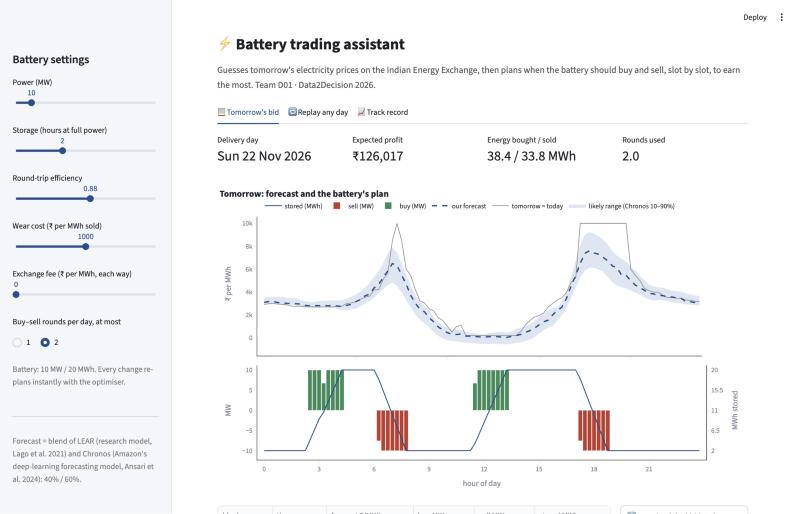 Deploy
Battery settings
Power (MW)
10
Storage (hours at full power)
2
Round-trip efficiency
0.88
Wear cost (₹ per MWh sold)
1000
Exchange fee (₹ per MWh, each way)
0
Buy–sell rounds per day, at most
1
2
Battery: 10 MW / 20 MWh. Every change re-
plans instantly with the optimiser.
Forecast = blend of LEAR (research model,
Lago et al. 2021) and Chronos (Amazon's
deep-learning forecasting model, Ansari et
al. 2024): 40% / 60%.
⚡ Battery trading assistant
Guesses tomorrow's electricity prices on the Indian Energy Exchange, then plans when the battery should buy and sell, slot by slot, to earn
the most. Team D01 · Data2Decision 2026.
Tomorrow's bid
Replay any day
Track record
Delivery day
Sun 22 Nov 2026
Expected profit
₹126,017
Energy bought / sold
38.4 / 33.8 MWh
Rounds used
2.0
Tomorrow: forecast and the battery's plan
stored (MWh)
sell (MW)
buy (MW)
our forecast
tomorrow = today
likely range (Chronos 10–90%)
10k
8k
6k
4k
2k
0
₹ per MWh
10
5
0
−5
−10
MW
20
15.5
11
6.5
2
MWh stored
0 3 6 9 12 15 18 21
hour of day